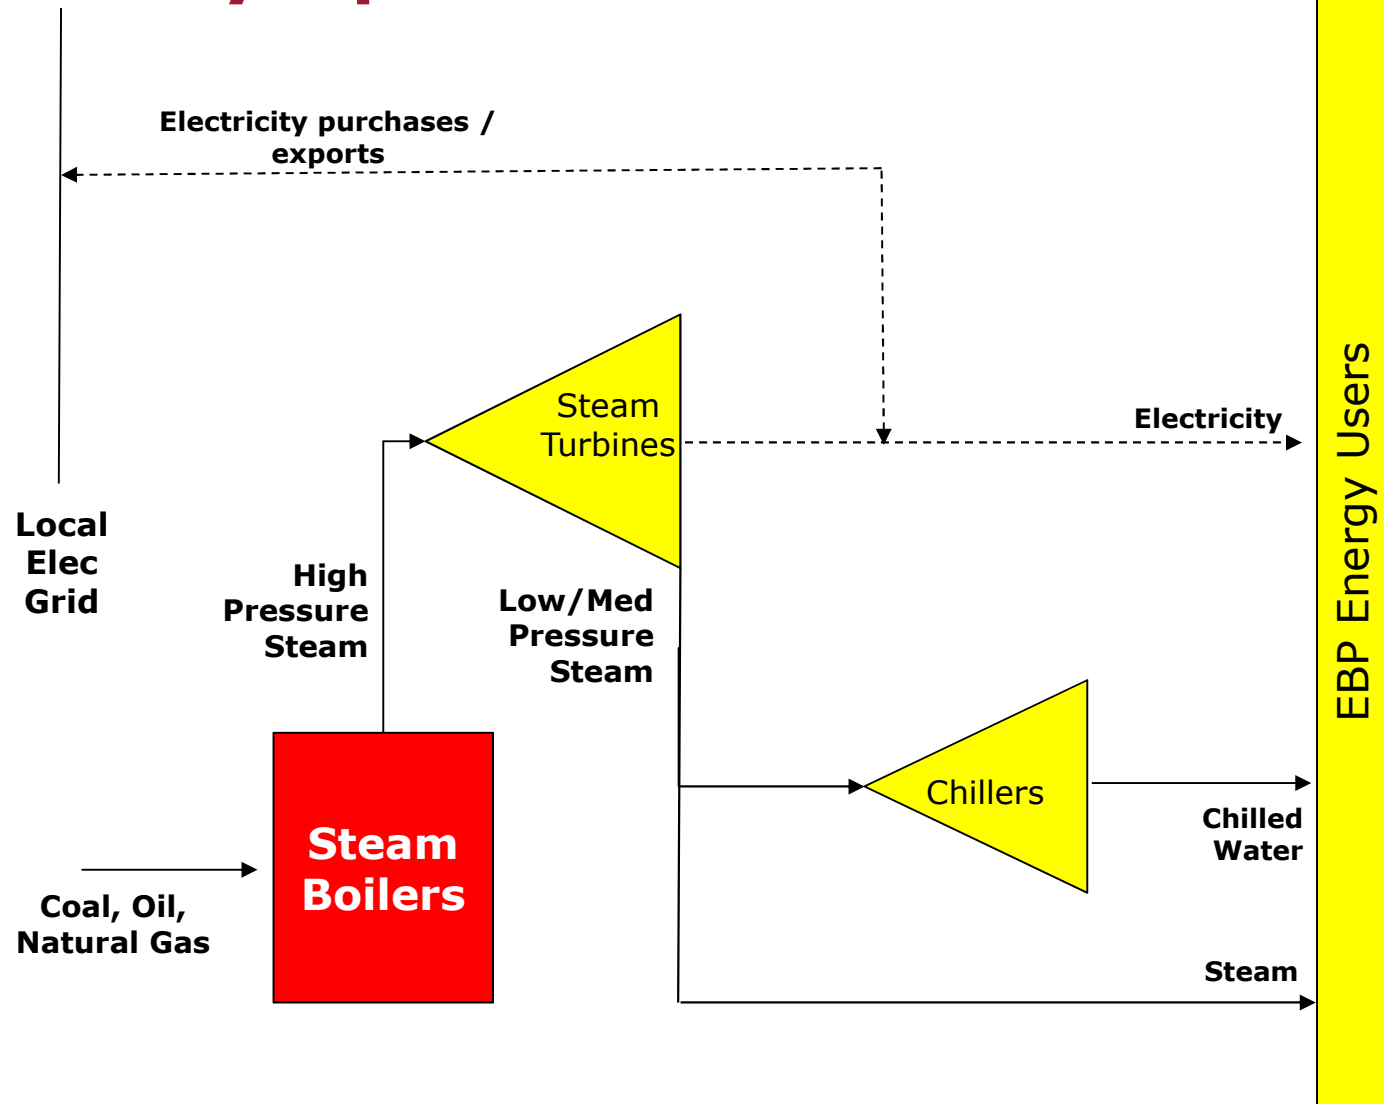 Electricity purchases /
exports
Steam
Turbines
Electricity
EBP Energy Users
Local
Elec
Grid
High
Pressure
Steam
Low/Med
Pressure
Steam
Chillers
Chilled
Water
Steam
Boilers
Coal, Oil,
Natural Gas
Steam